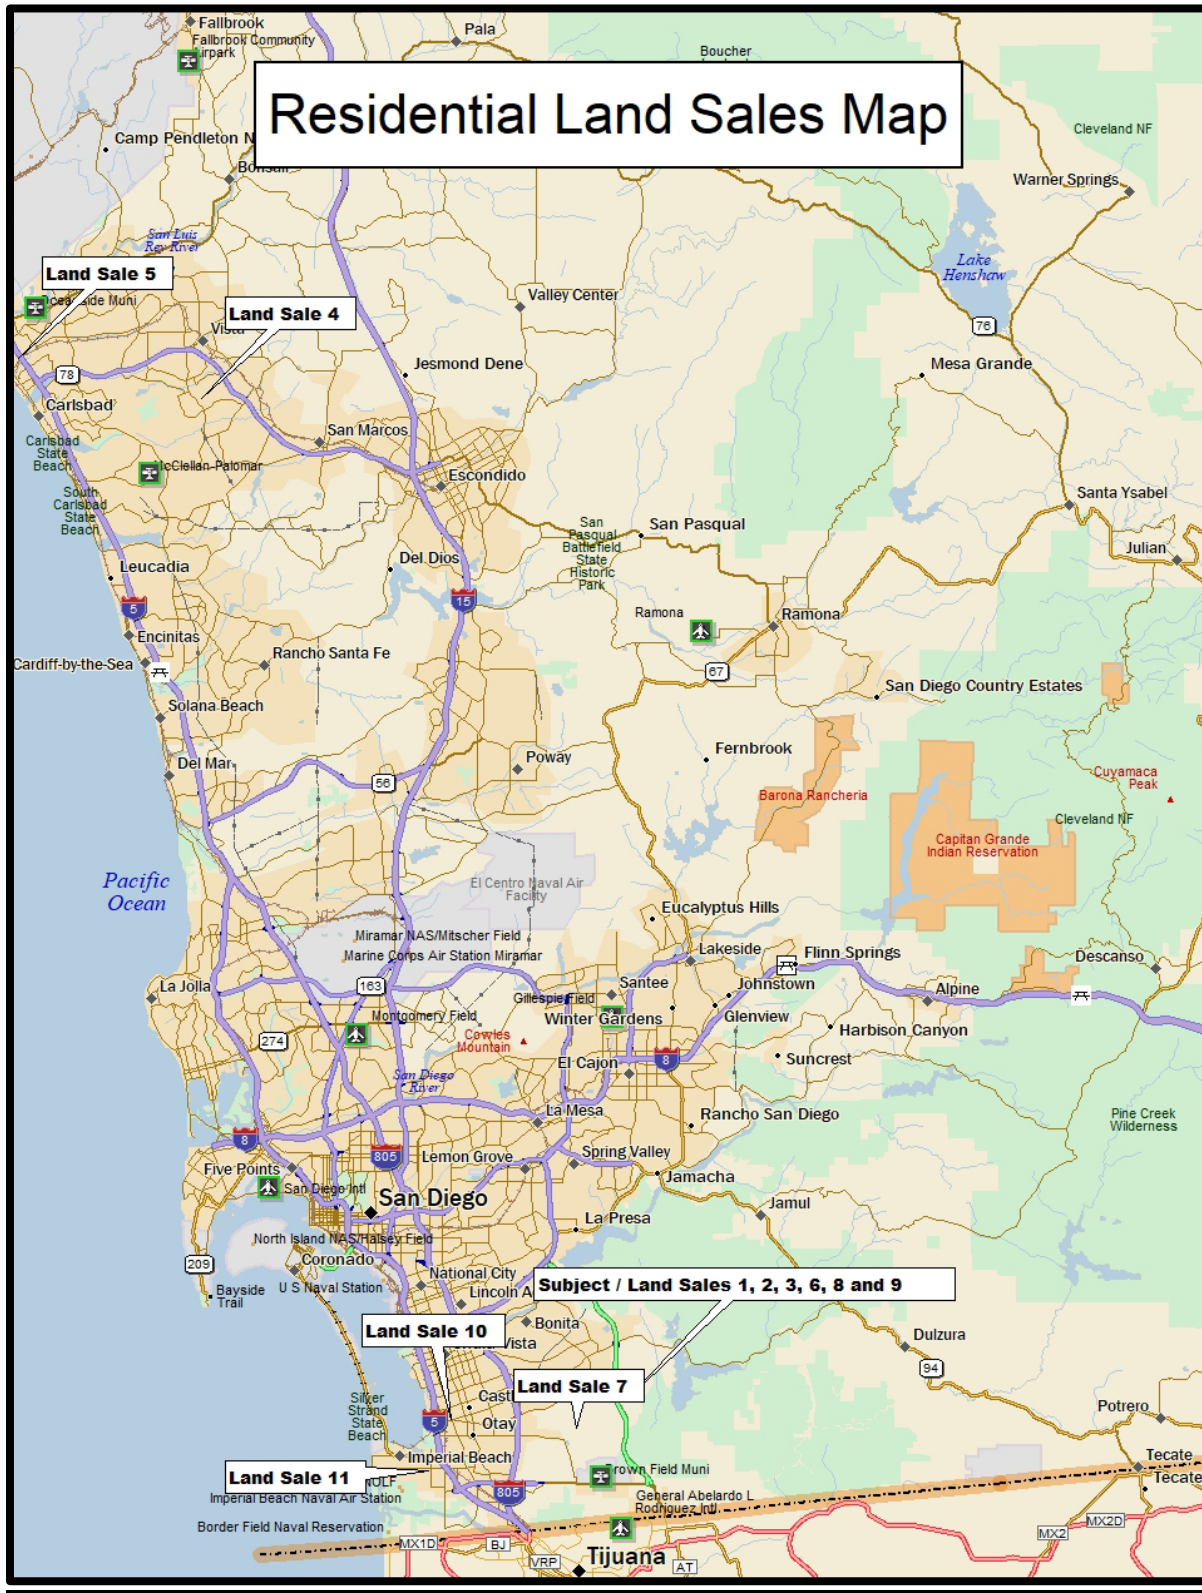 Fallbrook
Fallbrook Community
Airpark
Pala
Boucher
Residential Land Sales Map
Camp Pendleton N
Bonsall
Cleveland NF
Warner Springs
San Luis
Rey River
Lake
Henshaw
Land Sale 5
Oceanside Muni
Land Sale 4
Vista
Valley Center
76
78
Jesmond Dene
Mesa Grande
Carlsbad
Carlsbad
State
Beach
San Marcos
McClellan-Palomar
Escondido
South
Carlsbad
State
Beach
Santa Ysabel
San
Pasqual
Battlefield
State
Historic
Park
San Pasqual
Julian
Leucadia
Del Dios
5
15
Ramona
Ramona
Encinitas
Cardiff-by-the-Sea
Rancho Santa Fe
67
San Diego Country Estates
Solana Beach
Del Mar
56
Poway
Fernbrook
Barona Rancheria
Cuyamaca
Peak
Cleveland NF
Capitan Grande
Indian Reservation
Pacific
Ocean
El Centro Naval Air
Facility
Eucalyptus Hills
Miramar NAS/Mitscher Field
Marine Corps Air Station Miramar
Lakeside
Flinn Springs
Descanso
La Jolla
163
Santee
Johnstown
Alpine
Gillespie Field
Montgomery Field
Winter Gardens
Glenview
Harbison Canyon
274
Cowles
Mountain
El Cajon
8
Suncrest
San Diego
River
La Mesa
Rancho San Diego
Pine Creek
Wilderness
8
805
Lemon Grove
Spring Valley
Five Points
San Diego Intl
Jamacha
San Diego
Jamul
La Presa
North Island NAS/Halsey Field
209
Coronado
Bayside
Trail
U S Naval Station
National City
Lincoln A
Subject / Land Sales 1, 2, 3, 6, 8 and 9
Land Sale 10
Bonita
Vista
Dulzura
94
Land Sale 7
Silver
Strand
State
Beach
Cast
Otay
5
Potrero
Imperial Beach
Land Sale 11
NOLF
Imperial Beach Naval Air Station
Brown Field Muni
Tecate
Tecate
805
General Abelardo L
Rodriguez Intl
Border Field Naval Reservation
MX1D
BJ
VRP
Tijuana
AT
MX2
MX2D